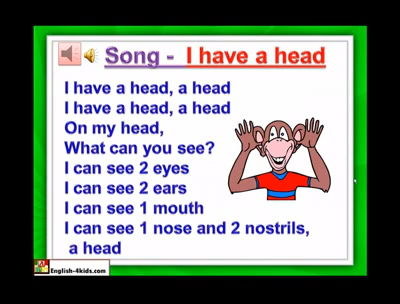 Song - I have a head
I have a head, a head
I have a head, a head
On my head,
What can you see?
I can see 2 eyes
I can see 2 ears
I can see 1 mouth
I can see 1 nose and 2 nostrils,
a head
English-4kids.com